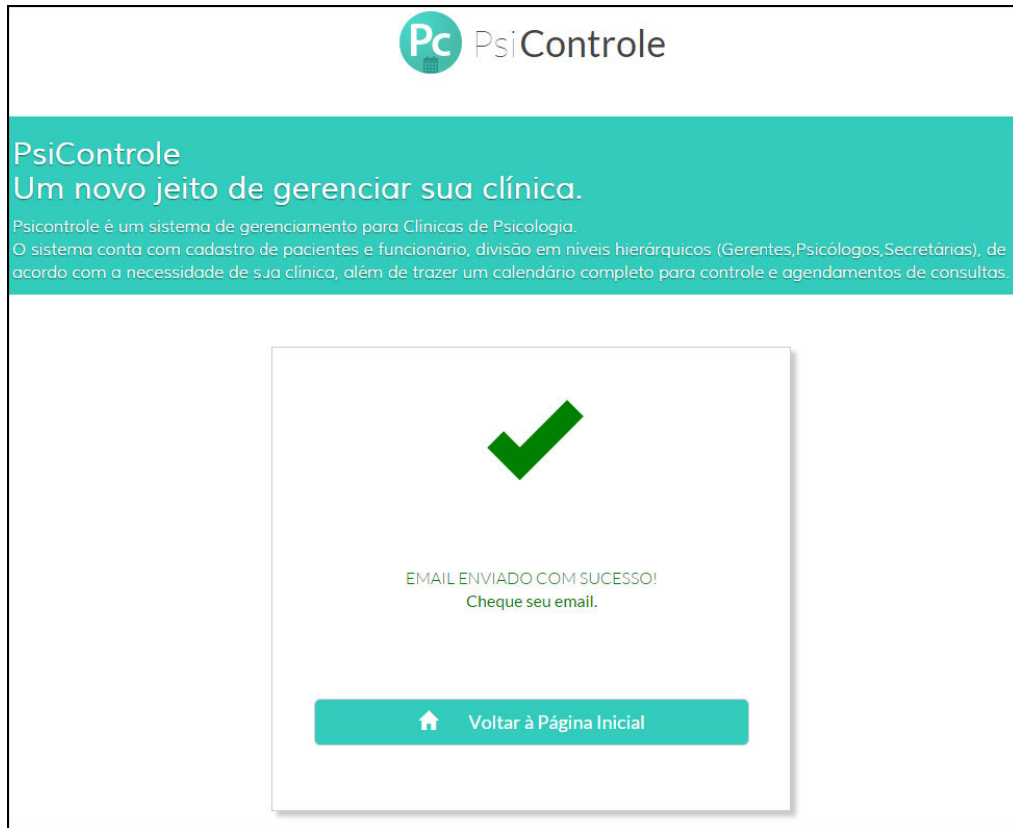 Pc PsiControle
PsiControle
Um novo jeito de gerenciar sua clínica.
Psicontrole é um sistema de gerenciamento para Clínicas de Psicologia.
O sistema conta com cadastro de pacientes e funcionário, divisão em níveis hierárquicos (Gerentes,Psicólogos,Secretárias), de
acordo com a necessidade de sua clínica, além de trazer um calendário completo para controle e agendamentos de consultas.
EMAIL ENVIADO COM SUCESSO!
Cheque seu email.
Voltar à Página Inicial